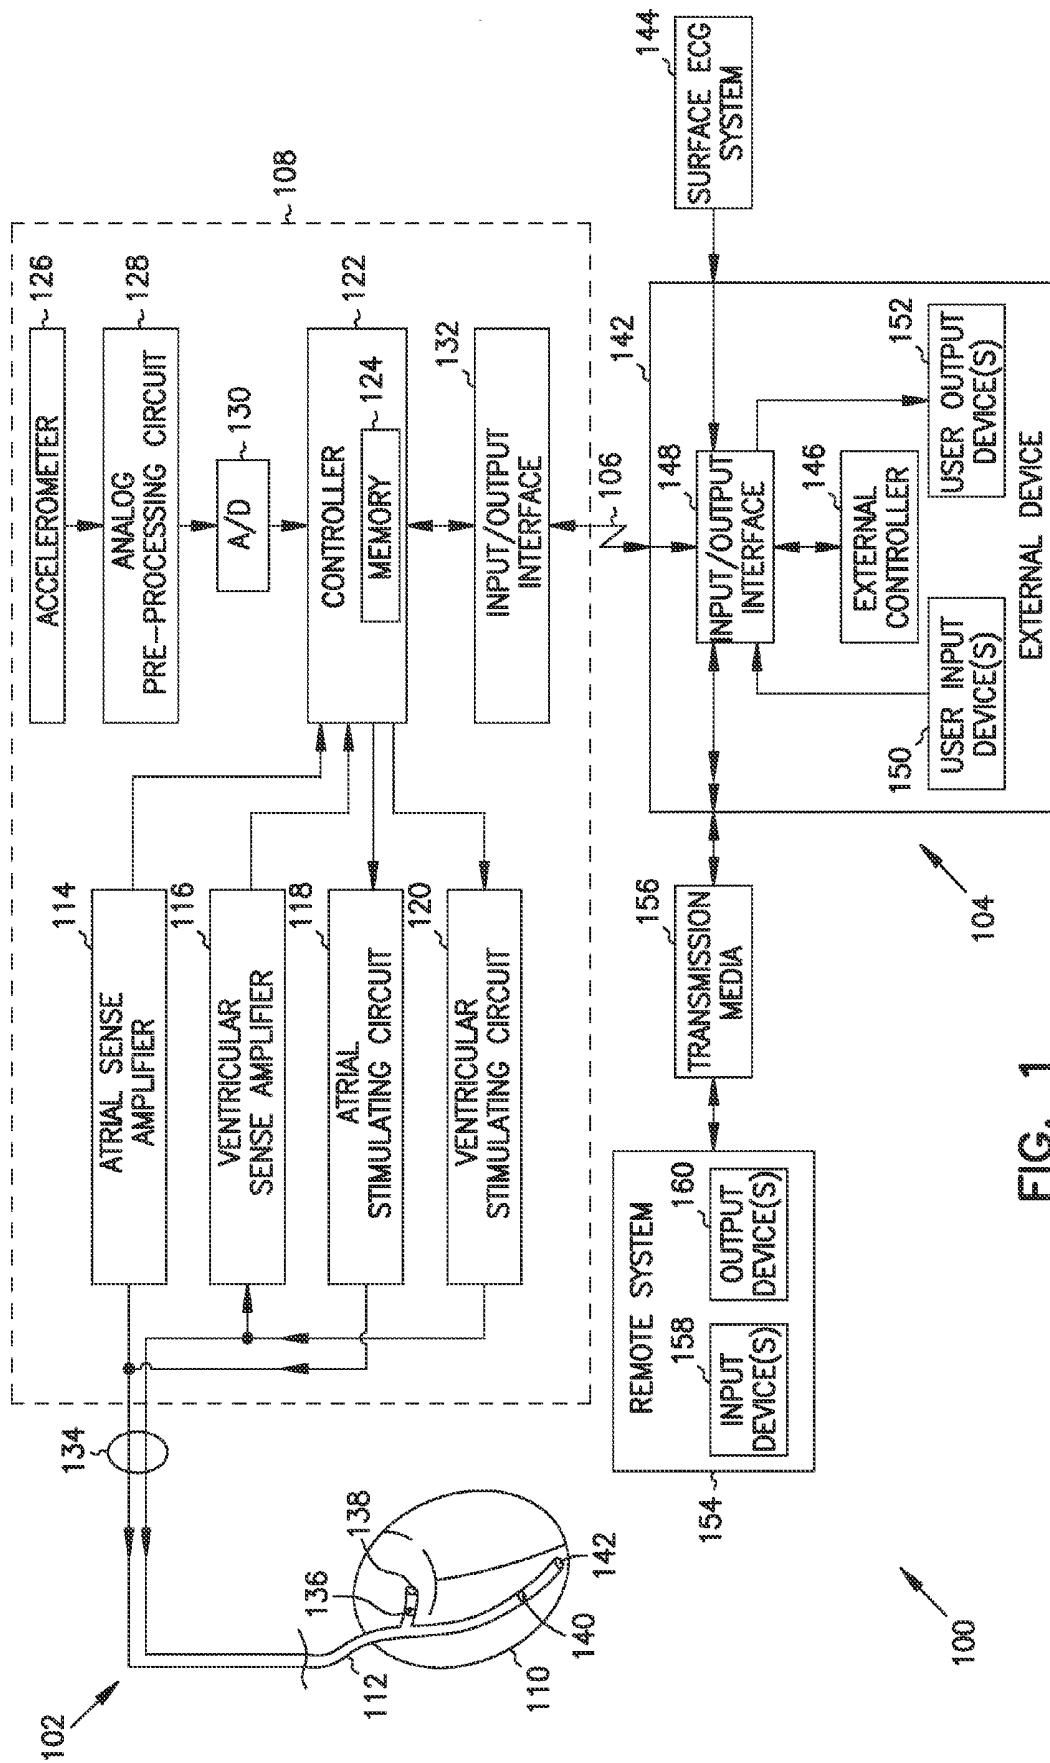 102
134
108
114
ATRIAL SENSE
AMPLIFIER
116
VENTRICULAR
SENSE AMPLIFIER
118
ATRIAL
STIMULATING CIRCUIT
120
VENTRICULAR
STIMULATING CIRCUIT
126
ACCELEROMETER
128
ANALOG
PRE-PROCESSING CIRCUIT
130
A/D
122
CONTROLLER
124
MEMORY
132
INPUT/OUTPUT
INTERFACE
106
112
110
136
138
140
142
154
REMOTE SYSTEM
158
INPUT
DEVICE(S)
160
OUTPUT
DEVICE(S)
156
TRANSMISSION
MEDIA
142
148
INPUT/OUTPUT
INTERFACE
146
EXTERNAL
CONTROLLER
150
USER INPUT
DEVICE(S)
152
USER OUTPUT
DEVICE(S)
EXTERNAL DEVICE
144
SURFACE ECG
SYSTEM
104
100
FIG. 1